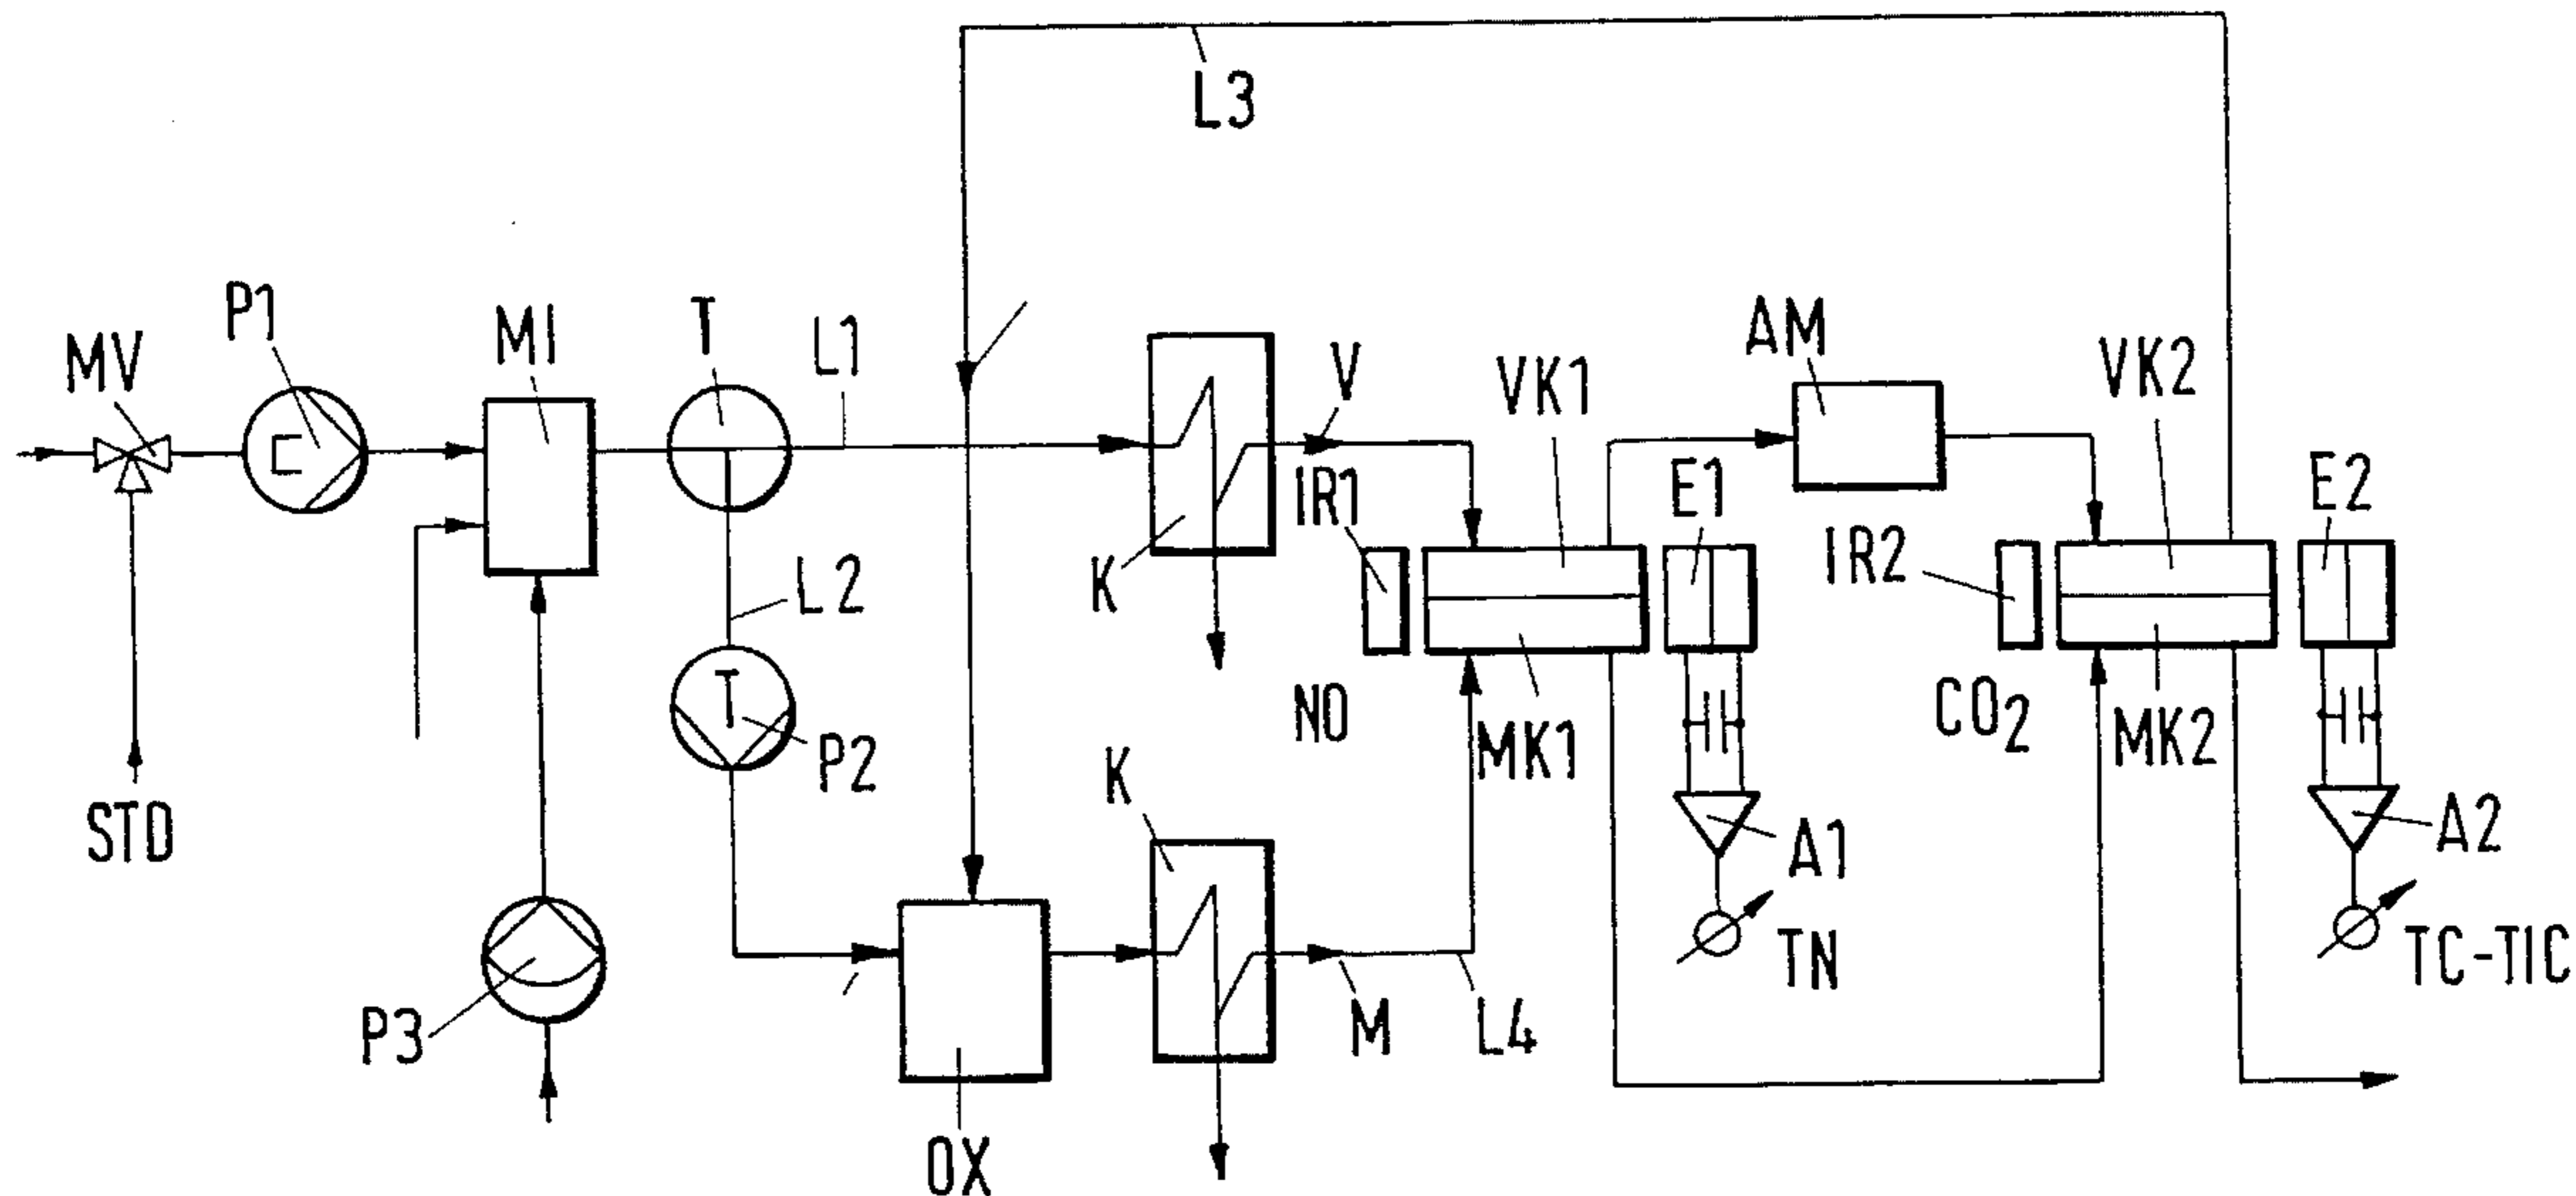 L3
P1
MV
MI
T
L1
V
VK1
AM
VK2
IR1
E1
E2
K
L2
IR2
NO
MK1
CO2
MK2
P2
K
STD
A1
A2
TN
TC-TIC
P3
M
L4
OX
T